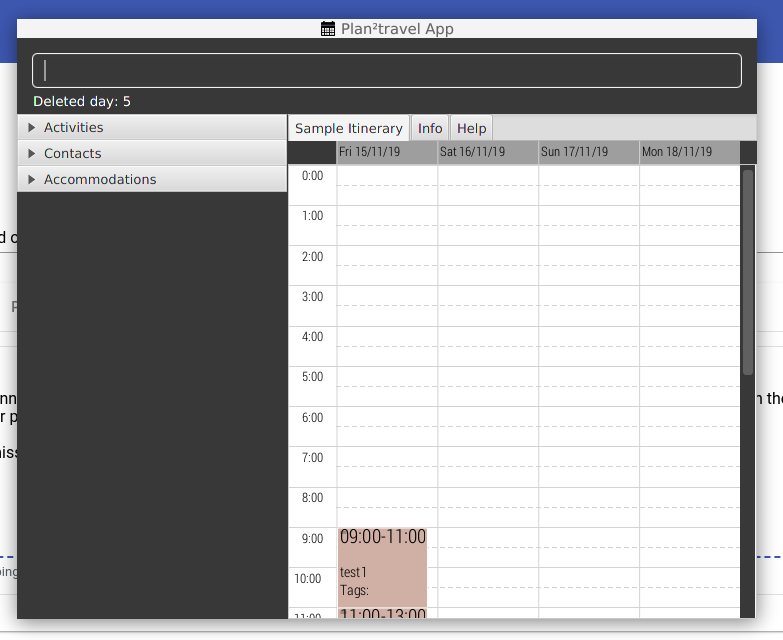 Plan²travel App
Deleted day: 5
Activities
Contacts
Accommodations
Sample Itinerary Info Help
Fri 15/11/19 Sat 16/11/19 Sun 17/11/19 Mon 18/11/19
0:00
1:00
2:00
3:00
4:00
5:00
6:00
7:00
8:00
9:00
09:00-11:00
test1
10:00
Tags:
11:00
11:00-13:00